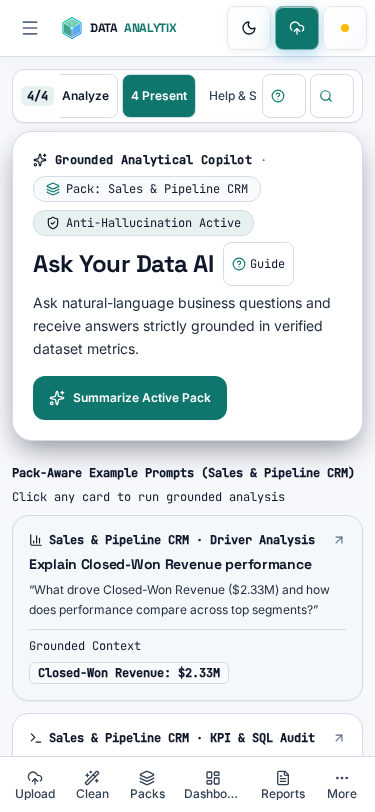 DATA ANALYTIX
4/4 Analyze 4 Present Help & S
Grounded Analytical Copilot ·
Pack: Sales & Pipeline CRM
Anti-Hallucination Active
Ask Your Data AI Guide
Ask natural-language business questions and
receive answers strictly grounded in verified
dataset metrics.
Summarize Active Pack
Pack-Aware Example Prompts (Sales & Pipeline CRM)
Click any card to run grounded analysis
Sales & Pipeline CRM · Driver Analysis
Explain Closed-Won Revenue performance
“What drove Closed-Won Revenue ($2.33M) and how
does performance compare across top segments?”
Grounded Context
Closed-Won Revenue: $2.33M
Sales & Pipeline CRM · KPI & SQL Audit
Upload Clean Packs Dashbo... Reports More